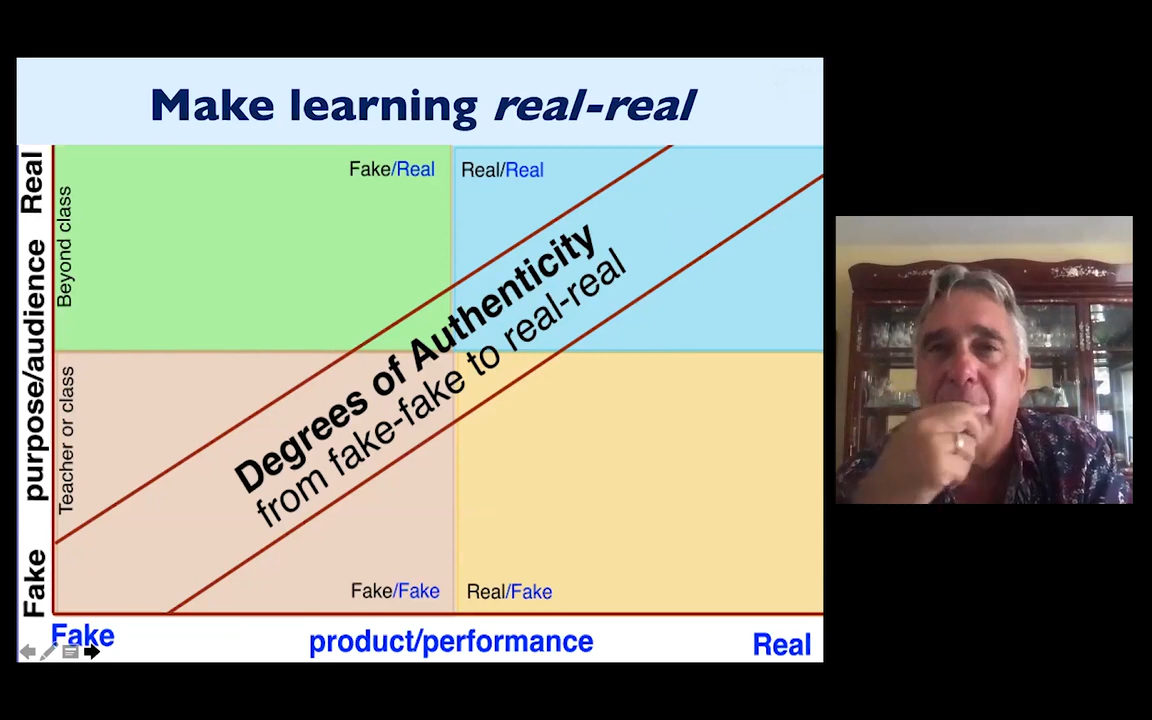 Make learning real-real
Real
purpose/audience
Fake
Beyond class
Teacher or class
Fake/Real
Real/Real
Degrees of Authenticity
from fake-fake to real-real
Fake/Fake
Real/Fake
Fake
product/performance
Real